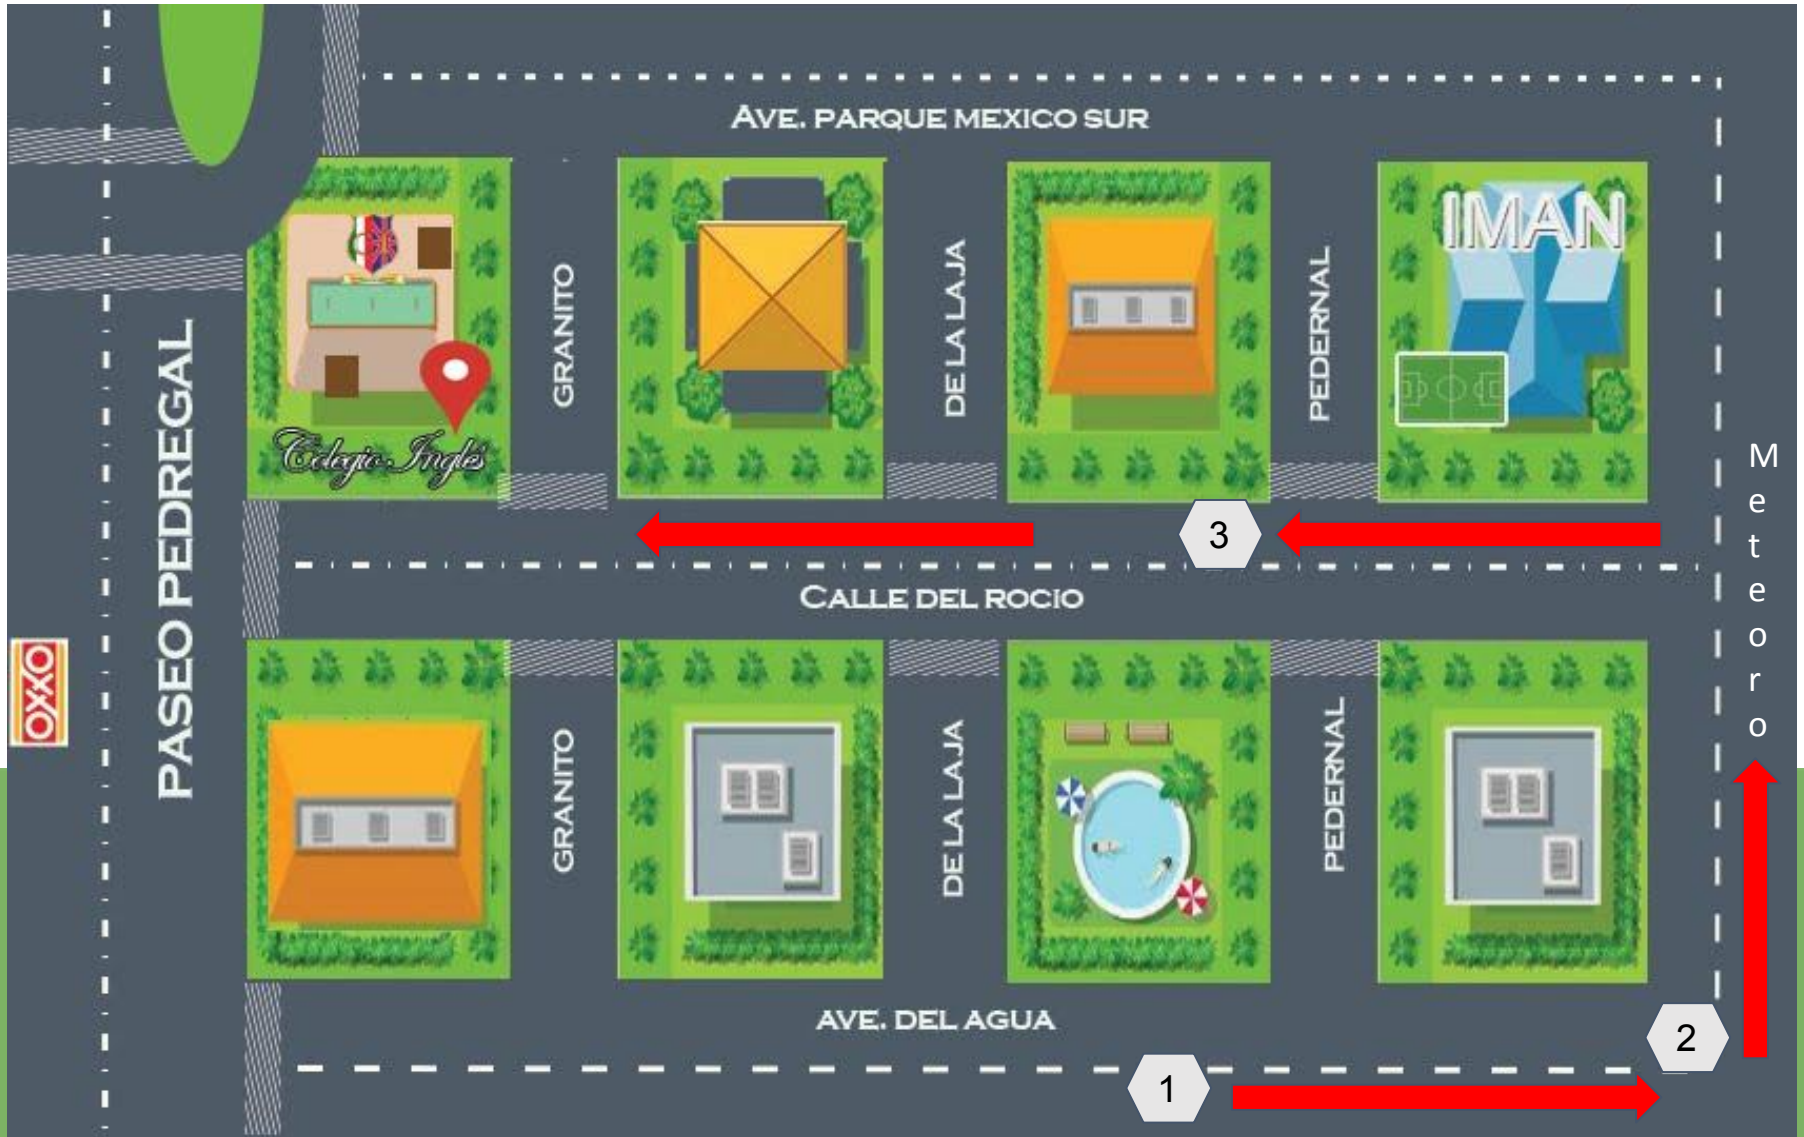 AVE. PARQUE MEXICO SUR
IMAN
GRANITO
DE LA LAJA
PEDERNAL
Colegio Inglés
PASEO PEDREGAL
Meteoro
3
CALLE DEL ROCIO
OXXO
GRANITO
DE LA LAJA
PEDERNAL
AVE. DEL AGUA
2
1